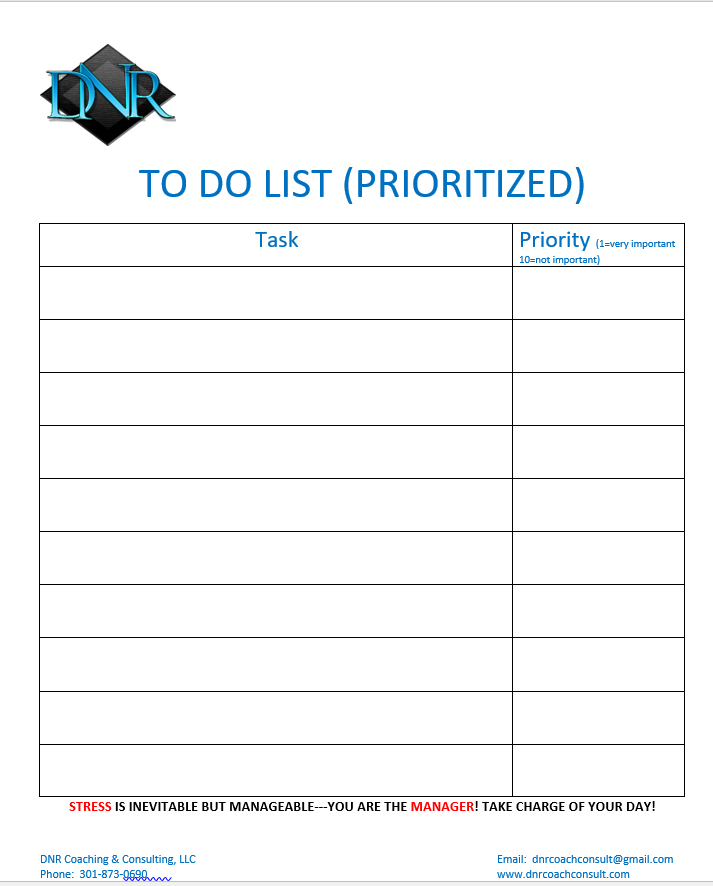 DNR
TO DO LIST (PRIORITIZED)
Task
Priority (1=very important
10=not important)
STRESS IS INEVITABLE BUT MANAGEABLE---YOU ARE THE MANAGER! TAKE CHARGE OF YOUR DAY!
DNR Coaching & Consulting, LLC
Email: dnrcoachconsult@gmail.com
Phone: 301-873-0690
www.dnrcoachconsult.com